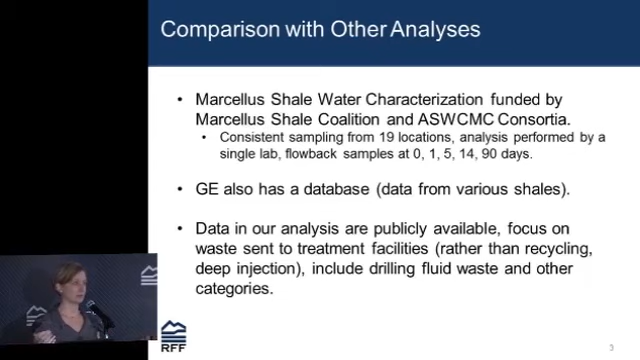 Comparison with Other Analyses
• Marcellus Shale Water Characterization funded by
Marcellus Shale Coalition and ASWCMC Consortia.
• Consistent sampling from 19 locations, analysis performed by a
single lab, flowback samples at 0, 1, 5, 14, 90 days.
• GE also has a database (data from various shales).
• Data in our analysis are publicly available, focus on
waste sent to treatment facilities (rather than recycling,
deep injection), include drilling fluid waste and other
categories.
RFF
3